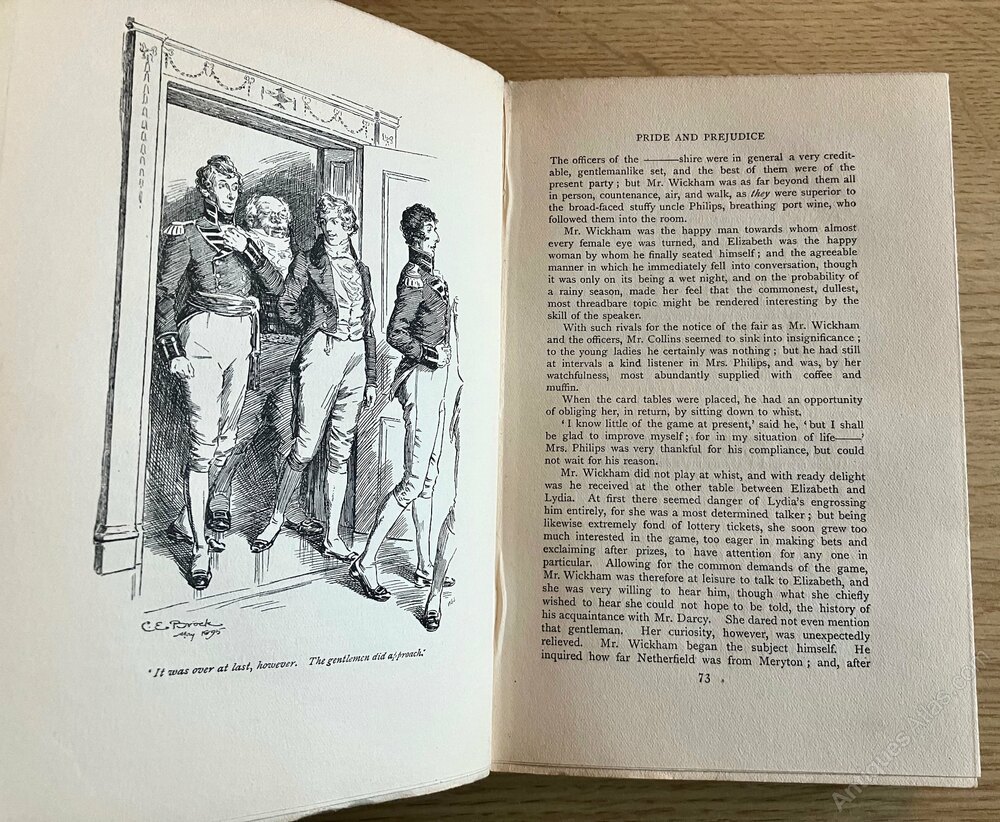 C. E. Brock
May 1895
'It was over at last, however. The gentlemen did approach.'
PRIDE AND PREJUDICE
The officers of the ———shire were in general a very credit-
able, gentlemanlike set, and the best of them were of the
present party; but Mr. Wickham was as far beyond them all
in person, countenance, air, and walk, as they were superior to
the broad-faced stuffy uncle Philips, breathing port wine, who
followed them into the room.
Mr. Wickham was the happy man towards whom almost
every female eye was turned, and Elizabeth was the happy
woman by whom he finally seated himself; and the agreeable
manner in which he immediately fell into conversation, though
it was only on its being a wet night, and on the probability of
a rainy season, made her feel that the commonest, dullest,
most threadbare topic might be rendered interesting by the
skill of the speaker.
With such rivals for the notice of the fair as Mr. Wickham
and the officers, Mr. Collins seemed to sink into insignificance;
to the young ladies he certainly was nothing; but he had still
at intervals a kind listener in Mrs. Philips, and was, by her
watchfulness, most abundantly supplied with coffee and
muffin.
When the card tables were placed, he had an opportunity
of obliging her, in return, by sitting down to whist.
'I know little of the game at present,' said he, 'but I shall
be glad to improve myself; for in my situation of life——'
Mrs. Philips was very thankful for his compliance, but could
not wait for his reason.
Mr. Wickham did not play at whist, and with ready delight
was he received at the other table between Elizabeth and
Lydia. At first there seemed danger of Lydia's engrossing
him entirely, for she was a most determined talker; but being
likewise extremely fond of lottery tickets, she soon grew too
much interested in the game, too eager in making bets and
exclaiming after prizes, to have attention for any one in
particular. Allowing for the common demands of the game,
Mr. Wickham was therefore at leisure to talk to Elizabeth, and
she was very willing to hear him, though what she chiefly
wished to hear she could not hope to be told, the history of
his acquaintance with Mr. Darcy. She dared not even mention
that gentleman. Her curiosity, however, was unexpectedly
relieved. Mr. Wickham began the subject himself. He
inquired how far Netherfield was from Meryton; and, after
73
Antiques Atlas.com